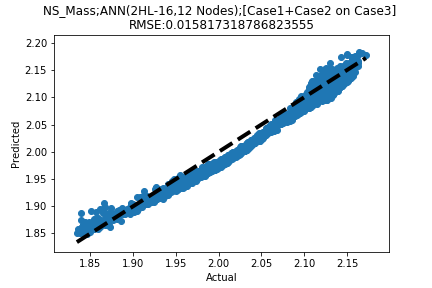 NS_Mass;ANN(2HL-16,12 Nodes);[Case1+Case2 on Case3]
RMSE:0.015817318786823555
2.20
2.15
2.10
2.05
2.00
1.95
1.90
1.85
Predicted
1.85 1.90 1.95 2.00 2.05 2.10 2.15
Actual